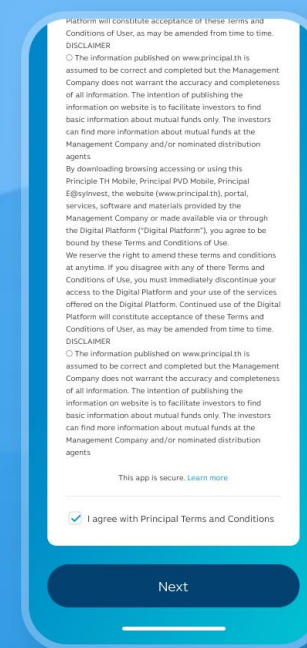 Platform will constitute acceptance of these Terms and
Conditions of User, as may be amended from time to time.
DISCLAIMER
○ The information published on www.principal.th is
assumed to be correct and completed but the Management
Company does not warrant the accuracy and completeness
of all information. The intention of publishing the
information on website is to facilitate investors to find
basic information about mutual funds only. The investors
can find more information about mutual funds at the
Management Company and/or nominated distribution
agents
By downloading browsing accessing or using this
Principle TH Mobile, Principal PVD Mobile, Principal
E@syInvest, the website (www.principal.th), portal,
services, software and materials provided by the
Management Company or made available via or through
the Digital Platform ("Digital Platform"), you agree to be
bound by these Terms and Conditions of Use.
We reserve the right to amend these terms and conditions
at anytime. If you disagree with any of there Terms and
Conditions of Use, you must immediately discontinue your
access to the Digital Platform and your use of the services
offered on the Digital Platform. Continued use of the Digital
Platform will constitute acceptance of these Terms and
Conditions of User, as may be amended from time to time.
DISCLAIMER
○ The information published on www.principal.th is
assumed to be correct and completed but the Management
Company does not warrant the accuracy and completeness
of all information. The intention of publishing the
information on website is to facilitate investors to find
basic information about mutual funds only. The investors
can find more information about mutual funds at the
Management Company and/or nominated distribution
agents
This app is secure. Learn more
I agree with Principal Terms and Conditions
Next